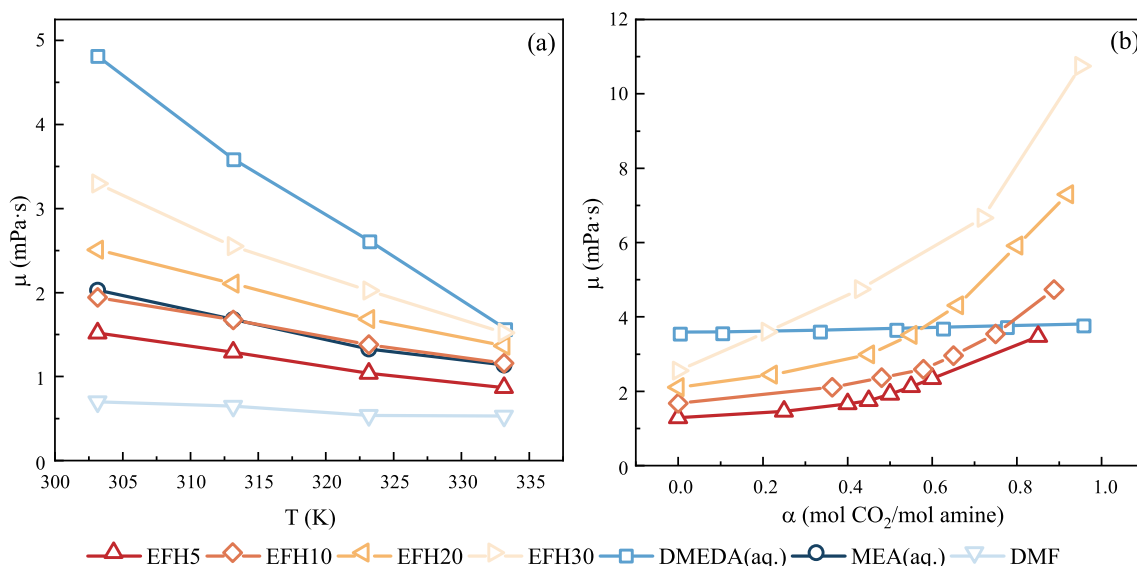 (a)
5
4
3
2
1
0
μ (mPa·s)
300 305 310 315 320 325 330 335
T (K)
(b)
12
10
8
6
4
2
0
μ (mPa·s)
0.0 0.2 0.4 0.6 0.8 1.0
α (mol CO₂/mol amine)
EFH5 EFH10 EFH20 EFH30 DMEDA(aq.) MEA(aq.) DMF